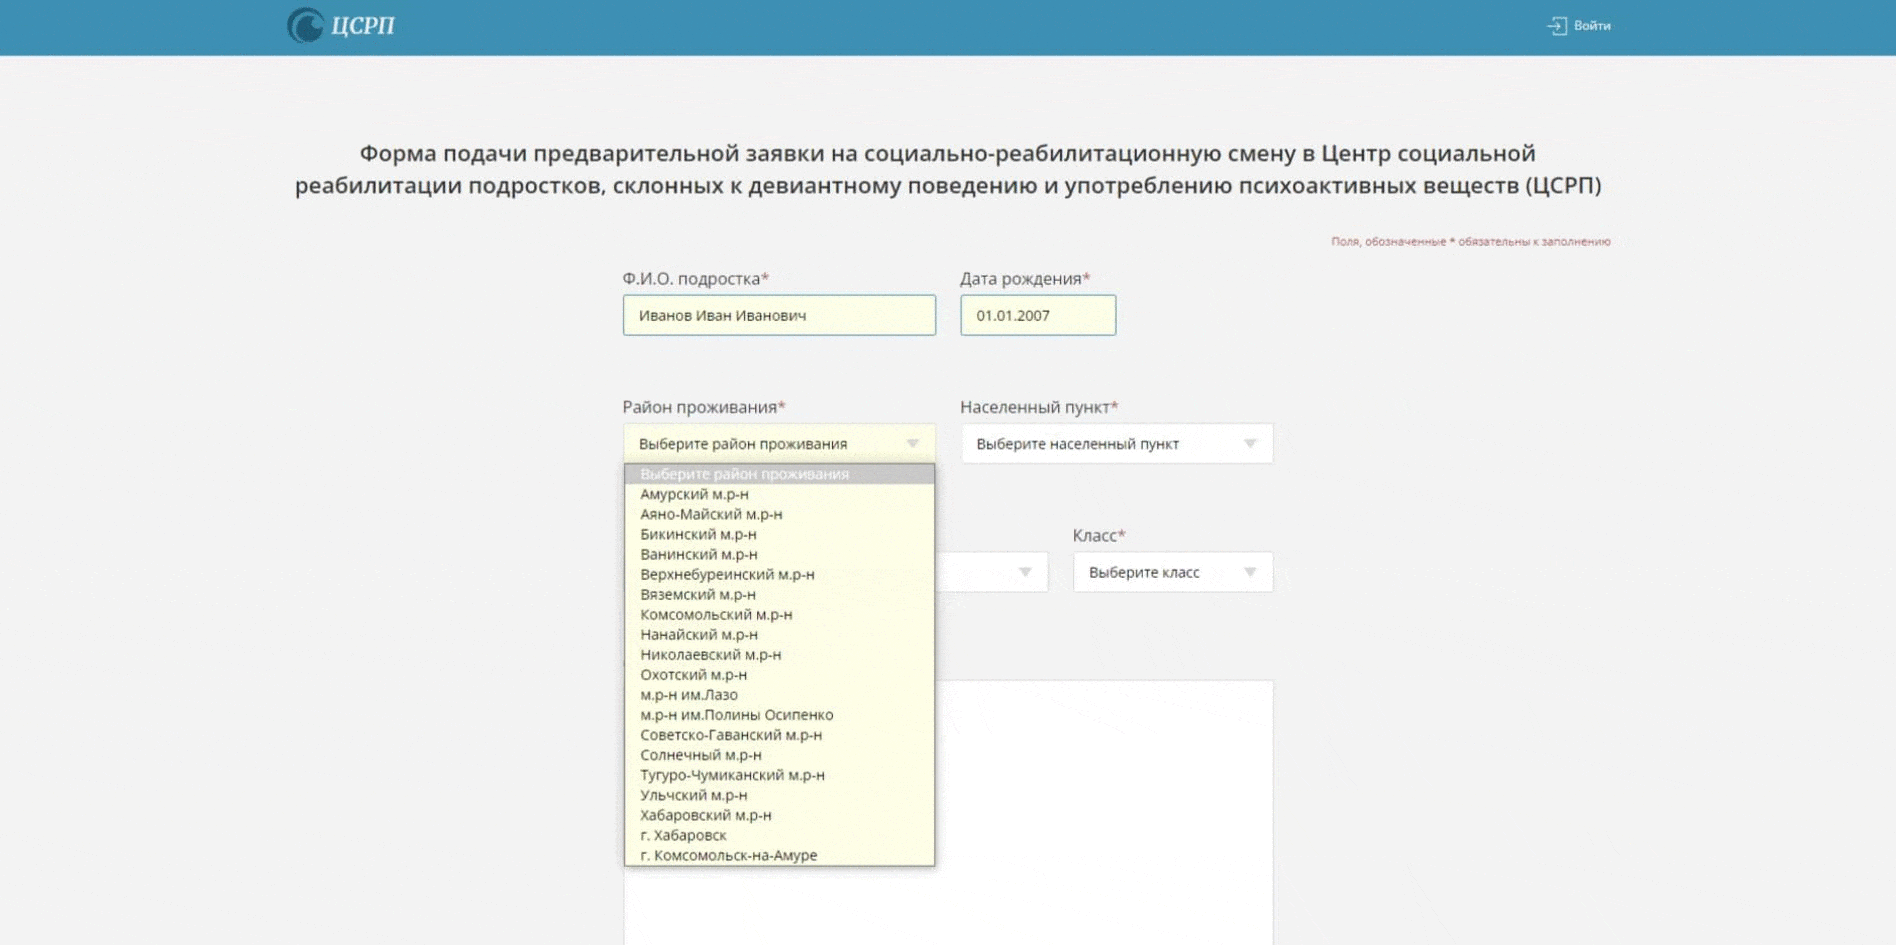 ЦСРП
Войти
Форма подачи предварительной заявки на социально-реабилитационную смену в Центр социальной
реабилитации подростков, склонных к девиантному поведению и употреблению психоактивных веществ (ЦСРП)
Поля, обозначенные * обязательны к заполнению
Ф.И.О. подростка*
Дата рождения*
Иванов Иван Иванович
01.01.2007
Район проживания*
Населенный пункт*
Выберите район проживания
Выберите населенный пункт
Выберите район проживания
Амурский м.р-н
Аяно-Майский м.р-н
Бикинский м.р-н
Ванинский м.р-н
Верхнебуреинский м.р-н
Вяземский м.р-н
Комсомольский м.р-н
Нанайский м.р-н
Николаевский м.р-н
Охотский м.р-н
м.р-н им.Лазо
м.р-н им.Полины Осипенко
Советско-Гаванский м.р-н
Солнечный м.р-н
Тугуро-Чумиканский м.р-н
Ульчский м.р-н
Хабаровский м.р-н
г. Хабаровск
г. Комсомольск-на-Амуре
Класс*
Выберите класс